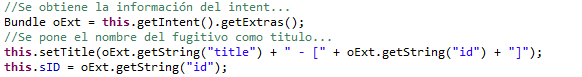 //Se obtiene la información del intent...
Bundle oExt = this.getIntent().getExtras();
//Se pone el nombre del fugitivo como titulo...
this.setTitle(oExt.getString("title") + " - [" + oExt.getString("id") + "]");
this.sID = oExt.getString("id");